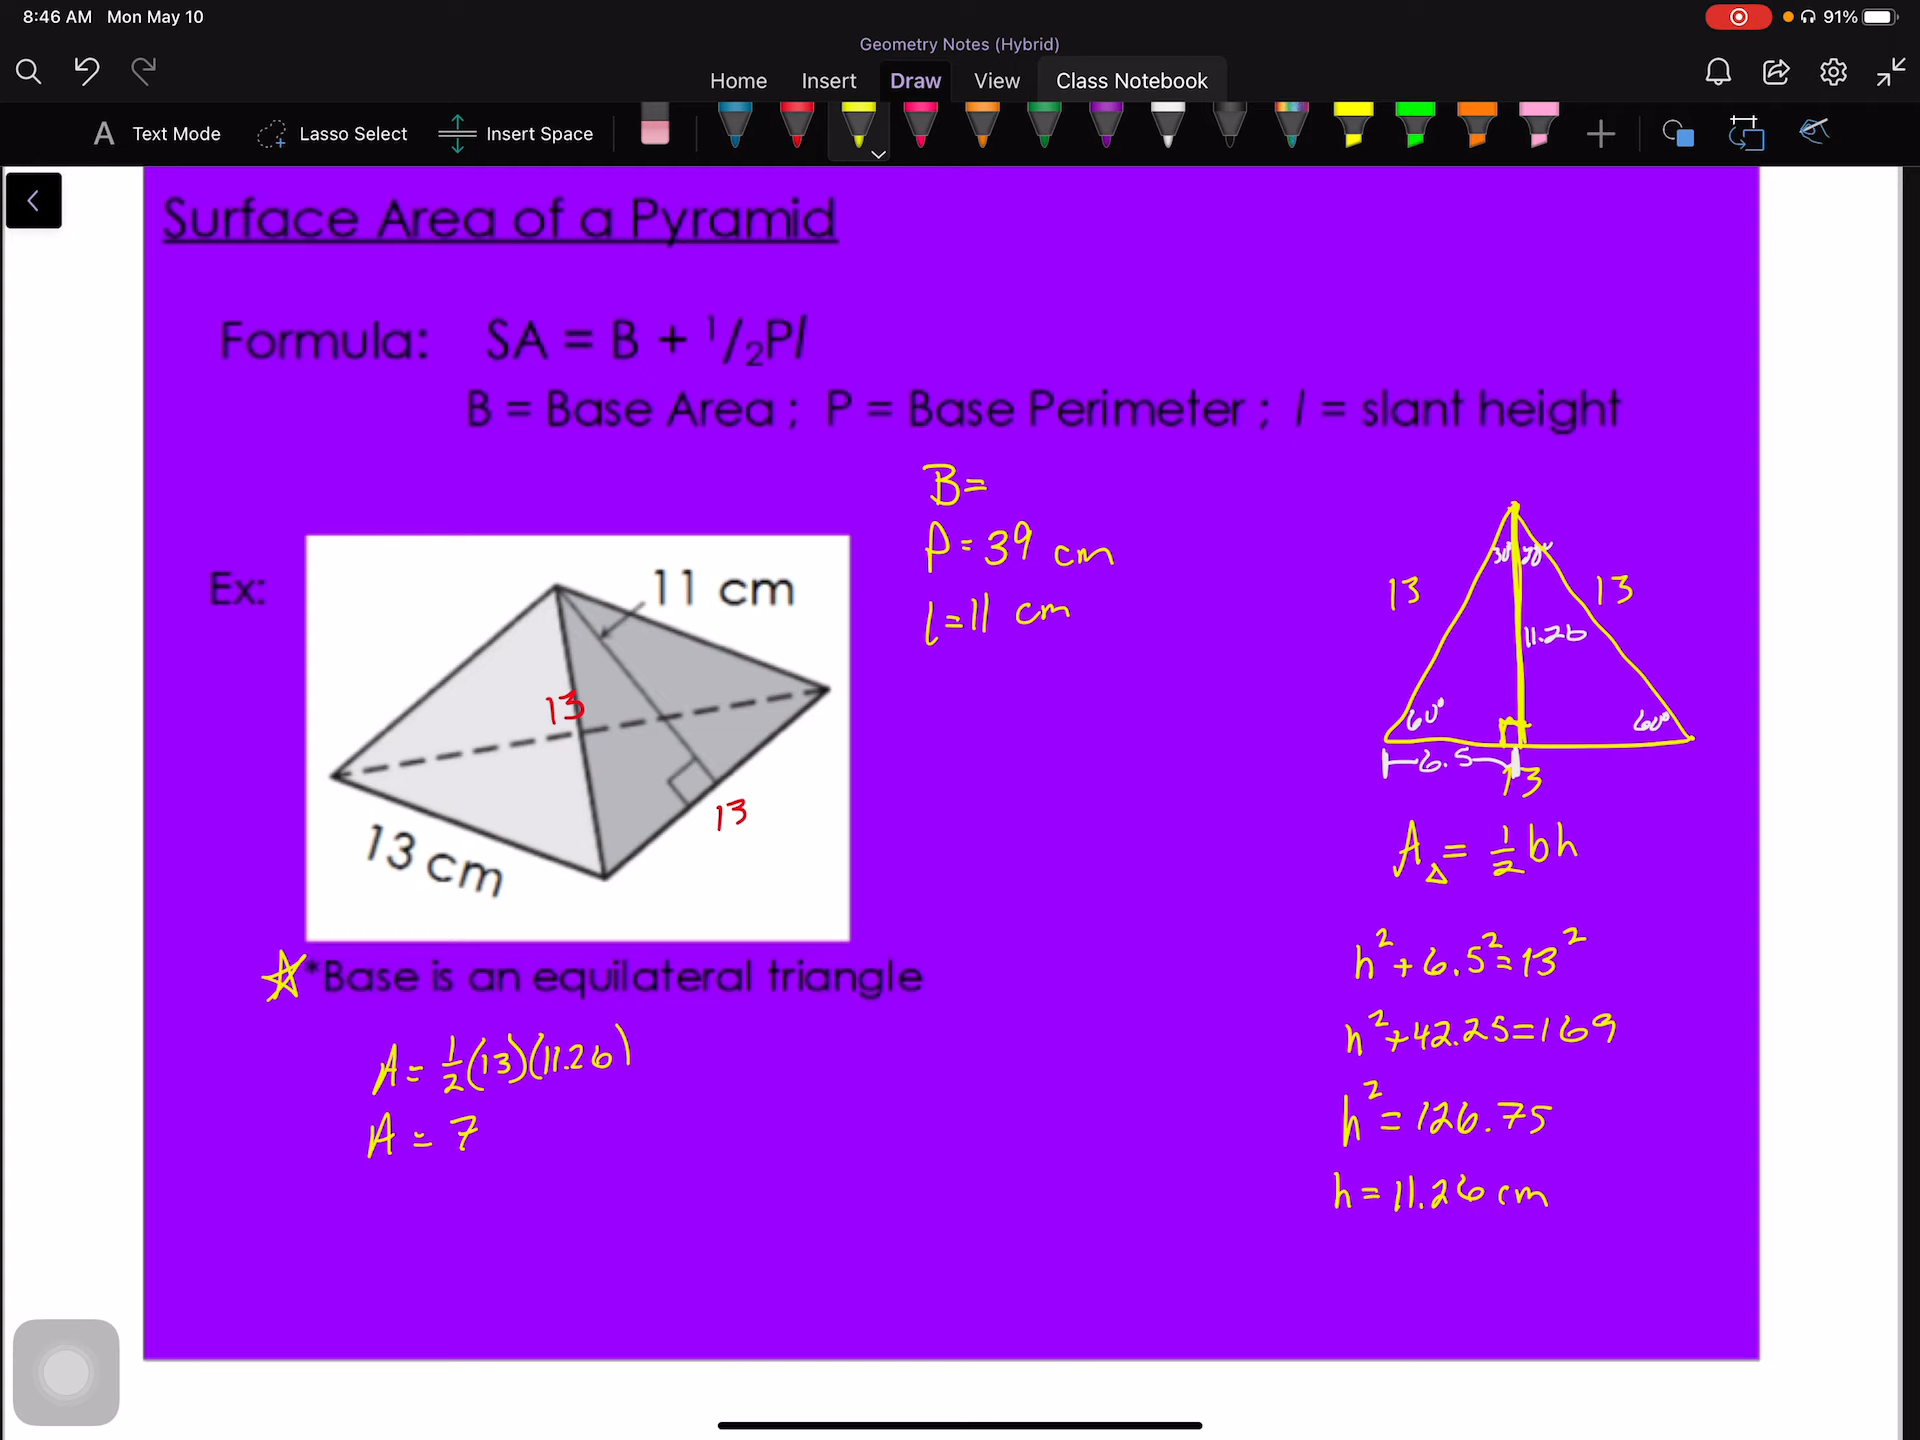 8:46 AM Mon May 10
91%
Geometry Notes (Hybrid)
Home Insert Draw View Class Notebook
Text Mode Lasso Select Insert Space
Surface Area of a Pyramid
Formula: SA = B + 1/2Pl
B = Base Area ; P = Base Perimeter ; l = slant height
B=
P = 39 cm
l = 11 cm
Ex:
11 cm
13
13
13 cm
*Base is an equilateral triangle
A = 1/2(13)(11.26)
A = 7
30°
13
13
11.26
60°
60°
6.5
13
A△ = 1/2bh
h²+6.5²=13²
h²+42.25=169
h²=126.75
h=11.26 cm